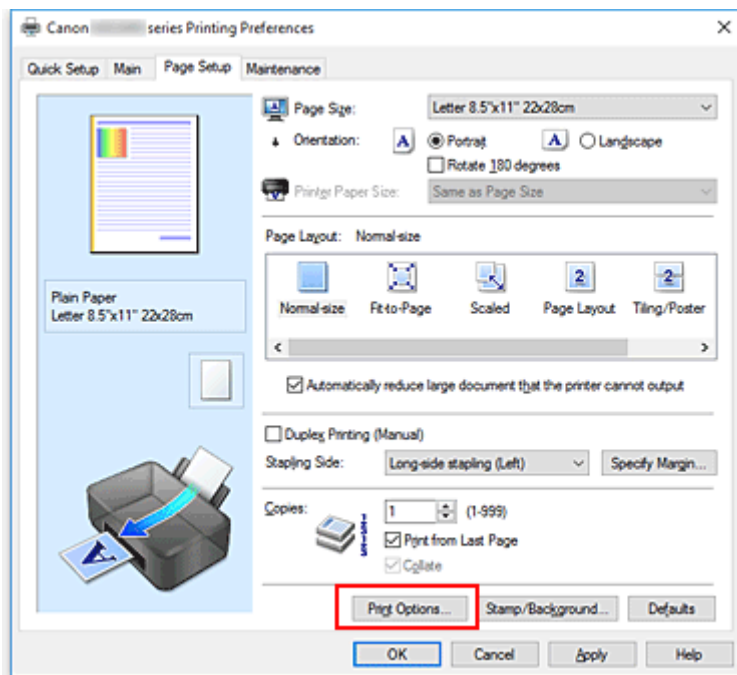 Canon series Printing Preferences
Quick Setup Main Page Setup Maintenance
Page Size: Letter 8.5"x11" 22x28cm
Orientation: A Portrait A Landscape
Rotate 180 degrees
Printer Paper Size: Same as Page Size
Page Layout: Normal-size
2 2
Normal-size Fit-to-Page Scaled Page Layout Tiling/Poster
Plain Paper
Letter 8.5"x11" 22x28cm
Automatically reduce large document that the printer cannot output
Duplex Printing (Manual)
Stapling Side: Long-side stapling (Left) Specify Margin...
Copies: 1 (1-999)
Print from Last Page
Collate
A
Print Options... Stamp/Background... Defaults
OK Cancel Apply Help